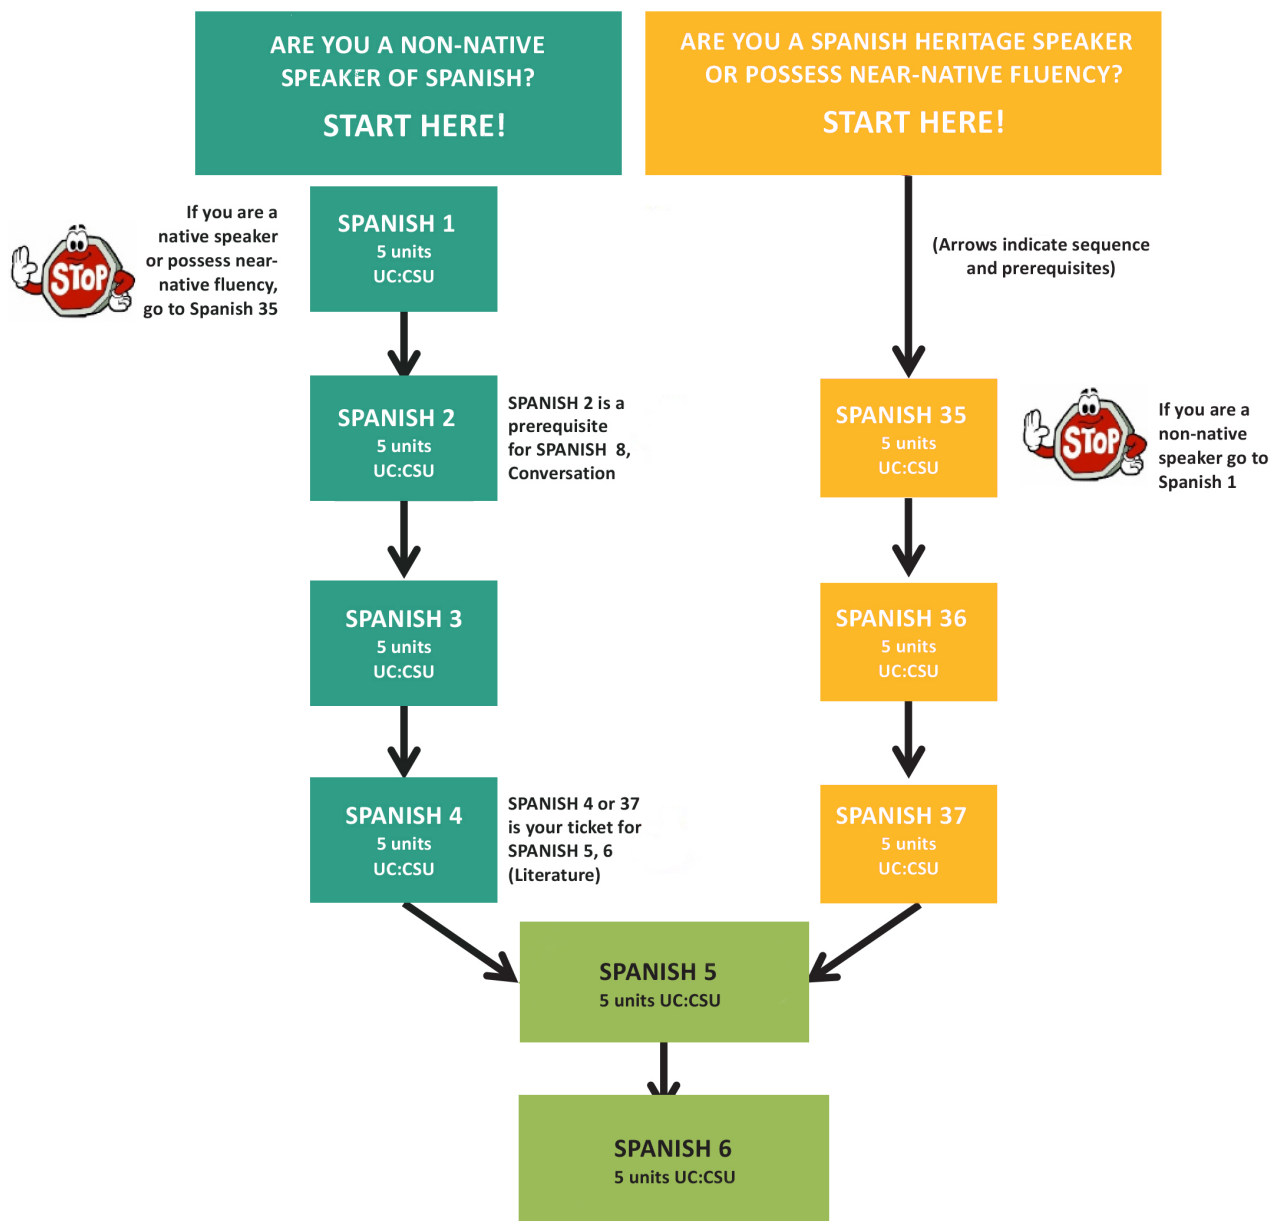 ARE YOU A NON-NATIVE
SPEAKER OF SPANISH?
START HERE!
ARE YOU A SPANISH HERITAGE SPEAKER
OR POSSESS NEAR-NATIVE FLUENCY?
START HERE!
STOP
If you are a
native speaker
or possess near-
native fluency,
go to Spanish 35
SPANISH 1
5 units
UC:CSU
(Arrows indicate sequence
and prerequisites)
SPANISH 2
5 units
UC:CSU
SPANISH 2 is a
prerequisite
for SPANISH  8,
Conversation
SPANISH 35
5 units
UC:CSU
STOP
If you are a
non-native
speaker go to
Spanish 1
SPANISH 3
5 units
UC:CSU
SPANISH 36
5 units
UC:CSU
SPANISH 4
5 units
UC:CSU
SPANISH 4 or 37
is your ticket for
SPANISH 5, 6
(Literature)
SPANISH 37
5 units
UC:CSU
SPANISH 5
5 units UC:CSU
SPANISH 6
5 units UC:CSU